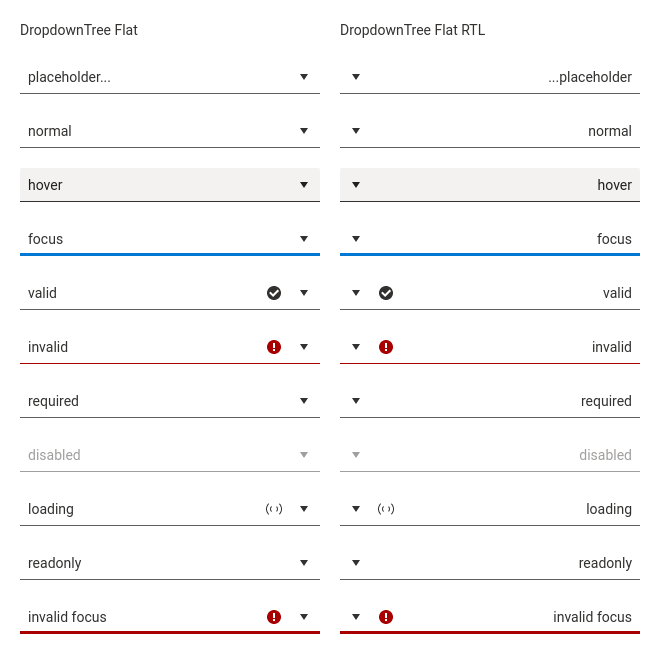 DropdownTree Flat
DropdownTree Flat RTL
placeholder...
...placeholder
normal
normal
hover
hover
focus
focus
valid
valid
invalid
invalid
required
required
disabled
disabled
loading
loading
readonly
readonly
invalid focus
invalid focus